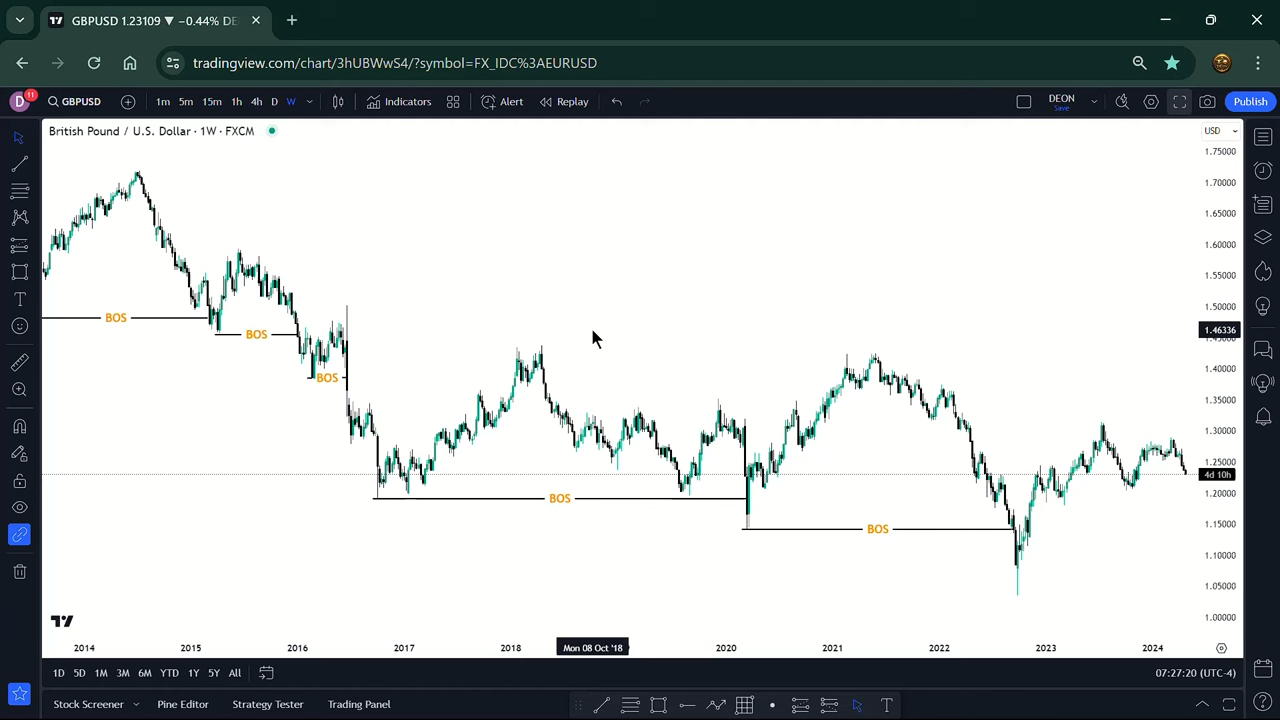 GBPUSD 1.23109 ▼ −0.44% DE
tradingview.com/chart/3hUBWwS4/?symbol=FX_IDC%3AEURUSD
D 11 GBPUSD 1m 5m 15m 1h 4h D W Indicators Alert Replay DEON Save Publish
British Pound / U.S. Dollar · 1W · FXCM
USD
1.75000
1.70000
1.65000
1.60000
1.55000
1.50000
1.46336
1.40000
1.35000
1.30000
1.25000
4d 10h
1.20000
1.15000
1.10000
1.05000
1.00000
BOS
BOS
BOS
BOS
BOS
2014 2015 2016 2017 2018 Mon 08 Oct '18 2020 2021 2022 2023 2024
1D 5D 1M 3M 6M YTD 1Y 5Y All 07:27:20 (UTC-4)
Stock Screener Pine Editor Strategy Tester Trading Panel